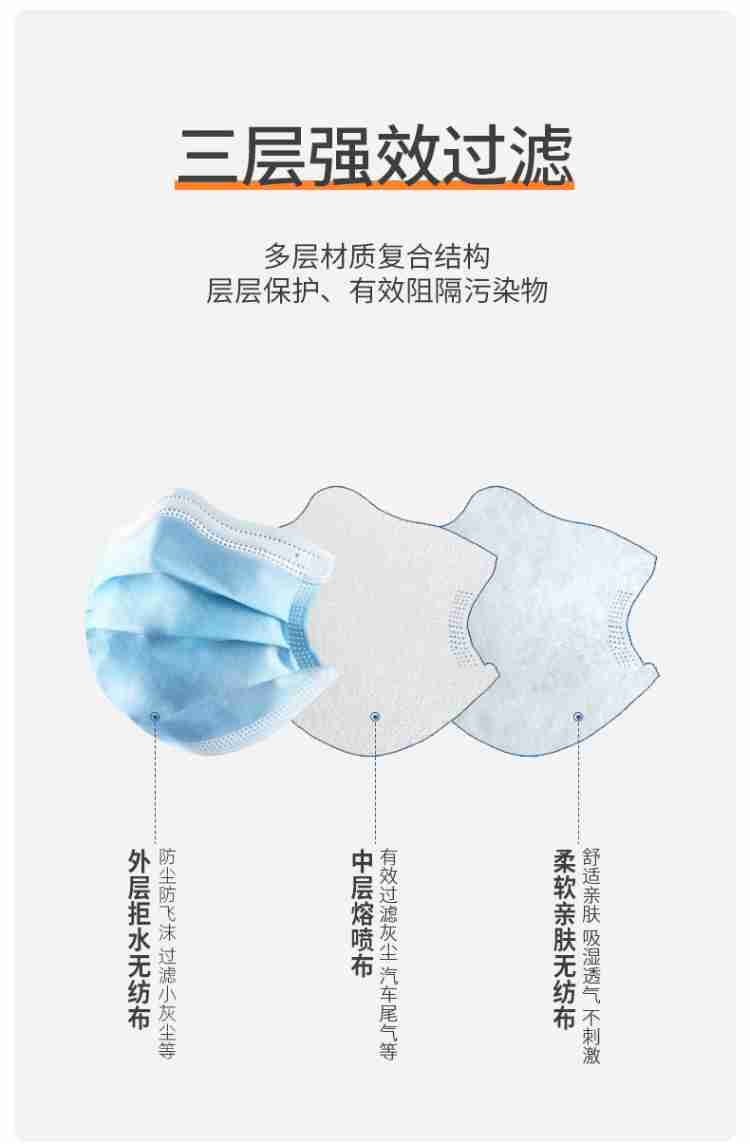 三层强效过滤
多层材质复合结构
层层保护、有效阻隔污染物
外层拒水无纺布
防尘防飞沫 过滤小灰尘等
中层熔喷布
有效过滤灰尘 汽车尾气等
柔软亲肤无纺布
舒适亲肤 吸湿透气 不刺激